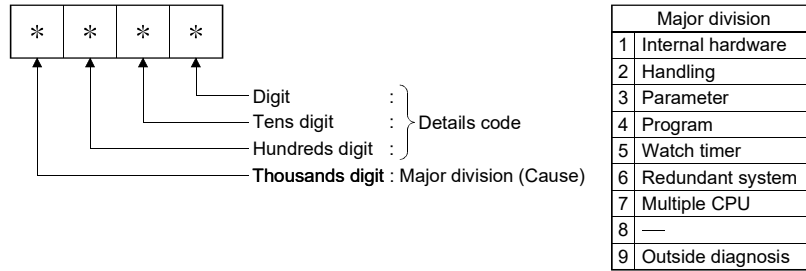 * * * *
Digit :
Tens digit : Details code
Hundreds digit :
Thousands digit : Major division (Cause)
Major division
1 Internal hardware
2 Handling
3 Parameter
4 Program
5 Watch timer
6 Redundant system
7 Multiple CPU
8 —
9 Outside diagnosis